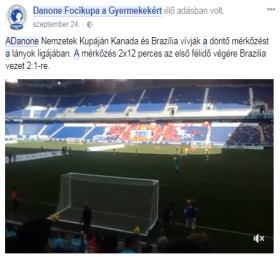 Danone Focikupa a Gyermekekért élő adásban volt.
szeptember 24. ·
ADanone Nemzetek Kupáján Kanada és Brazília vívják a döntő mérkőzést
a lányok ligájában. A mérkőzés 2x12 perces az első félidő végére Brazilia
vezet 2:1-re.